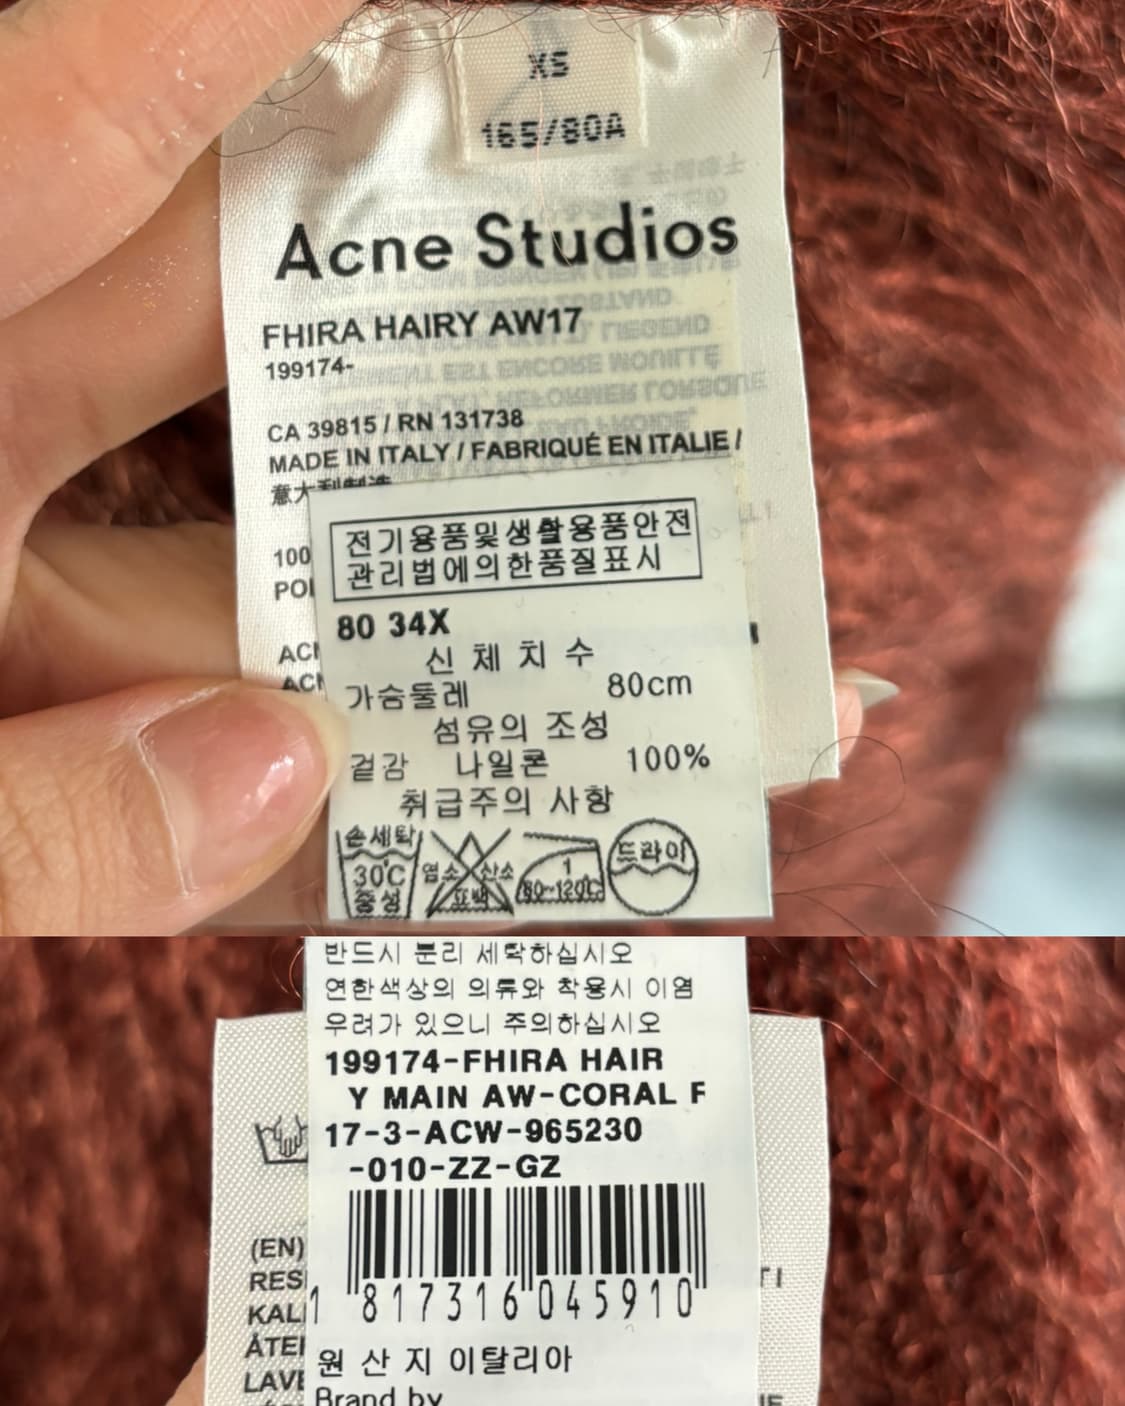 XS
165/80A
Acne Studios
FHIRA HAIRY AW17
199174-
CA 39815 / RN 131738
MADE IN ITALY / FABRIQUÉ EN ITALIE /
意大利制造
100
전기용품및생활용품안전
관리법에의한품질표시
80 34X
신 체 치 수
가슴둘레 80cm
섬유의 조성
겉감 나일론 100%
취급주의 사항
손세탁
30℃
중성
염소 산소
표백
1
80~120℃
드라이
반드시 분리 세탁하십시오
연한색상의 의류와 착용시 이염
우려가 있으니 주의하십시오
199174-FHIRA HAIR
Y MAIN AW-CORAL F
17-3-ACW-965230
-010-ZZ-GZ
1 817316 045910
(EN)
원 산 지 이탈리아
Brand by